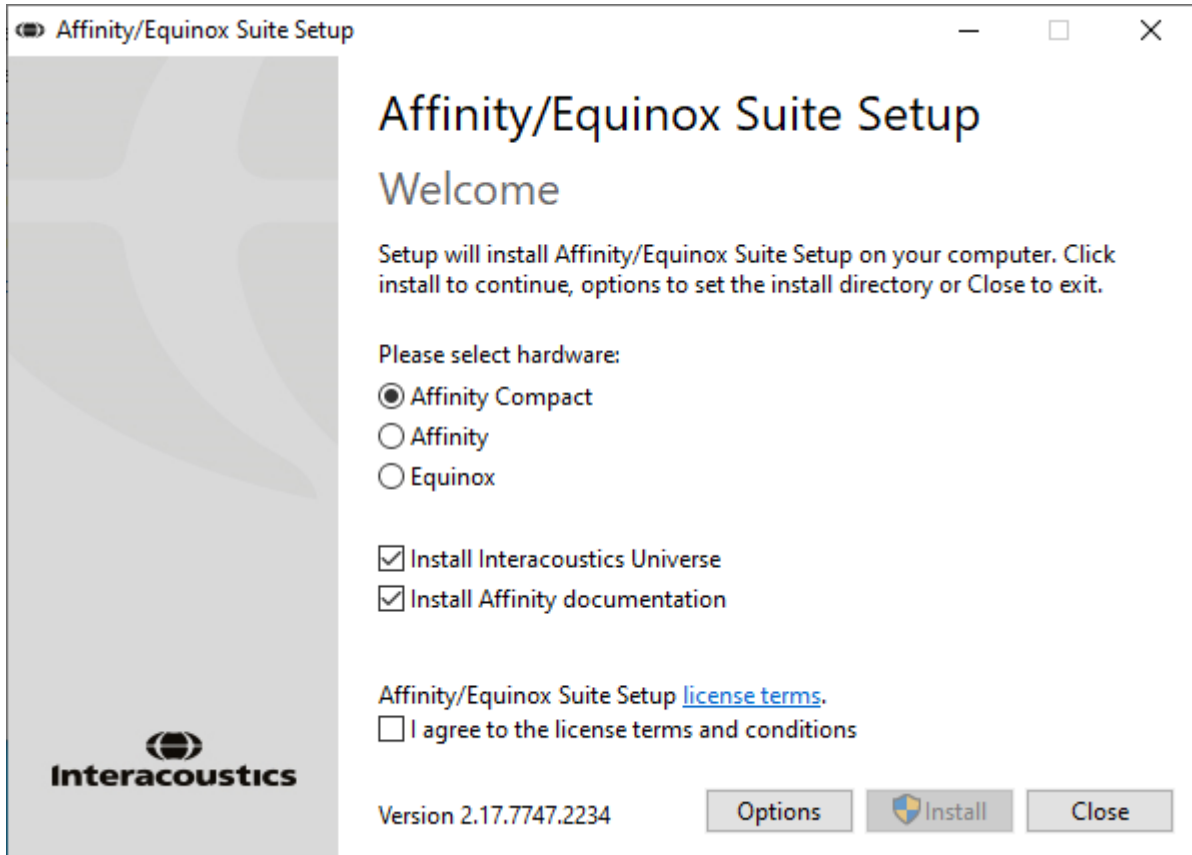 Affinity/Equinox Suite Setup
Affinity/Equinox Suite Setup
Welcome
Setup will install Affinity/Equinox Suite Setup on your computer. Click
install to continue, options to set the install directory or Close to exit.
Please select hardware:
Affinity Compact
Affinity
Equinox
Install Interacoustics Universe
Install Affinity documentation
Affinity/Equinox Suite Setup license terms.
I agree to the license terms and conditions
Interacoustics
Version 2.17.7747.2234
Options
Install
Close